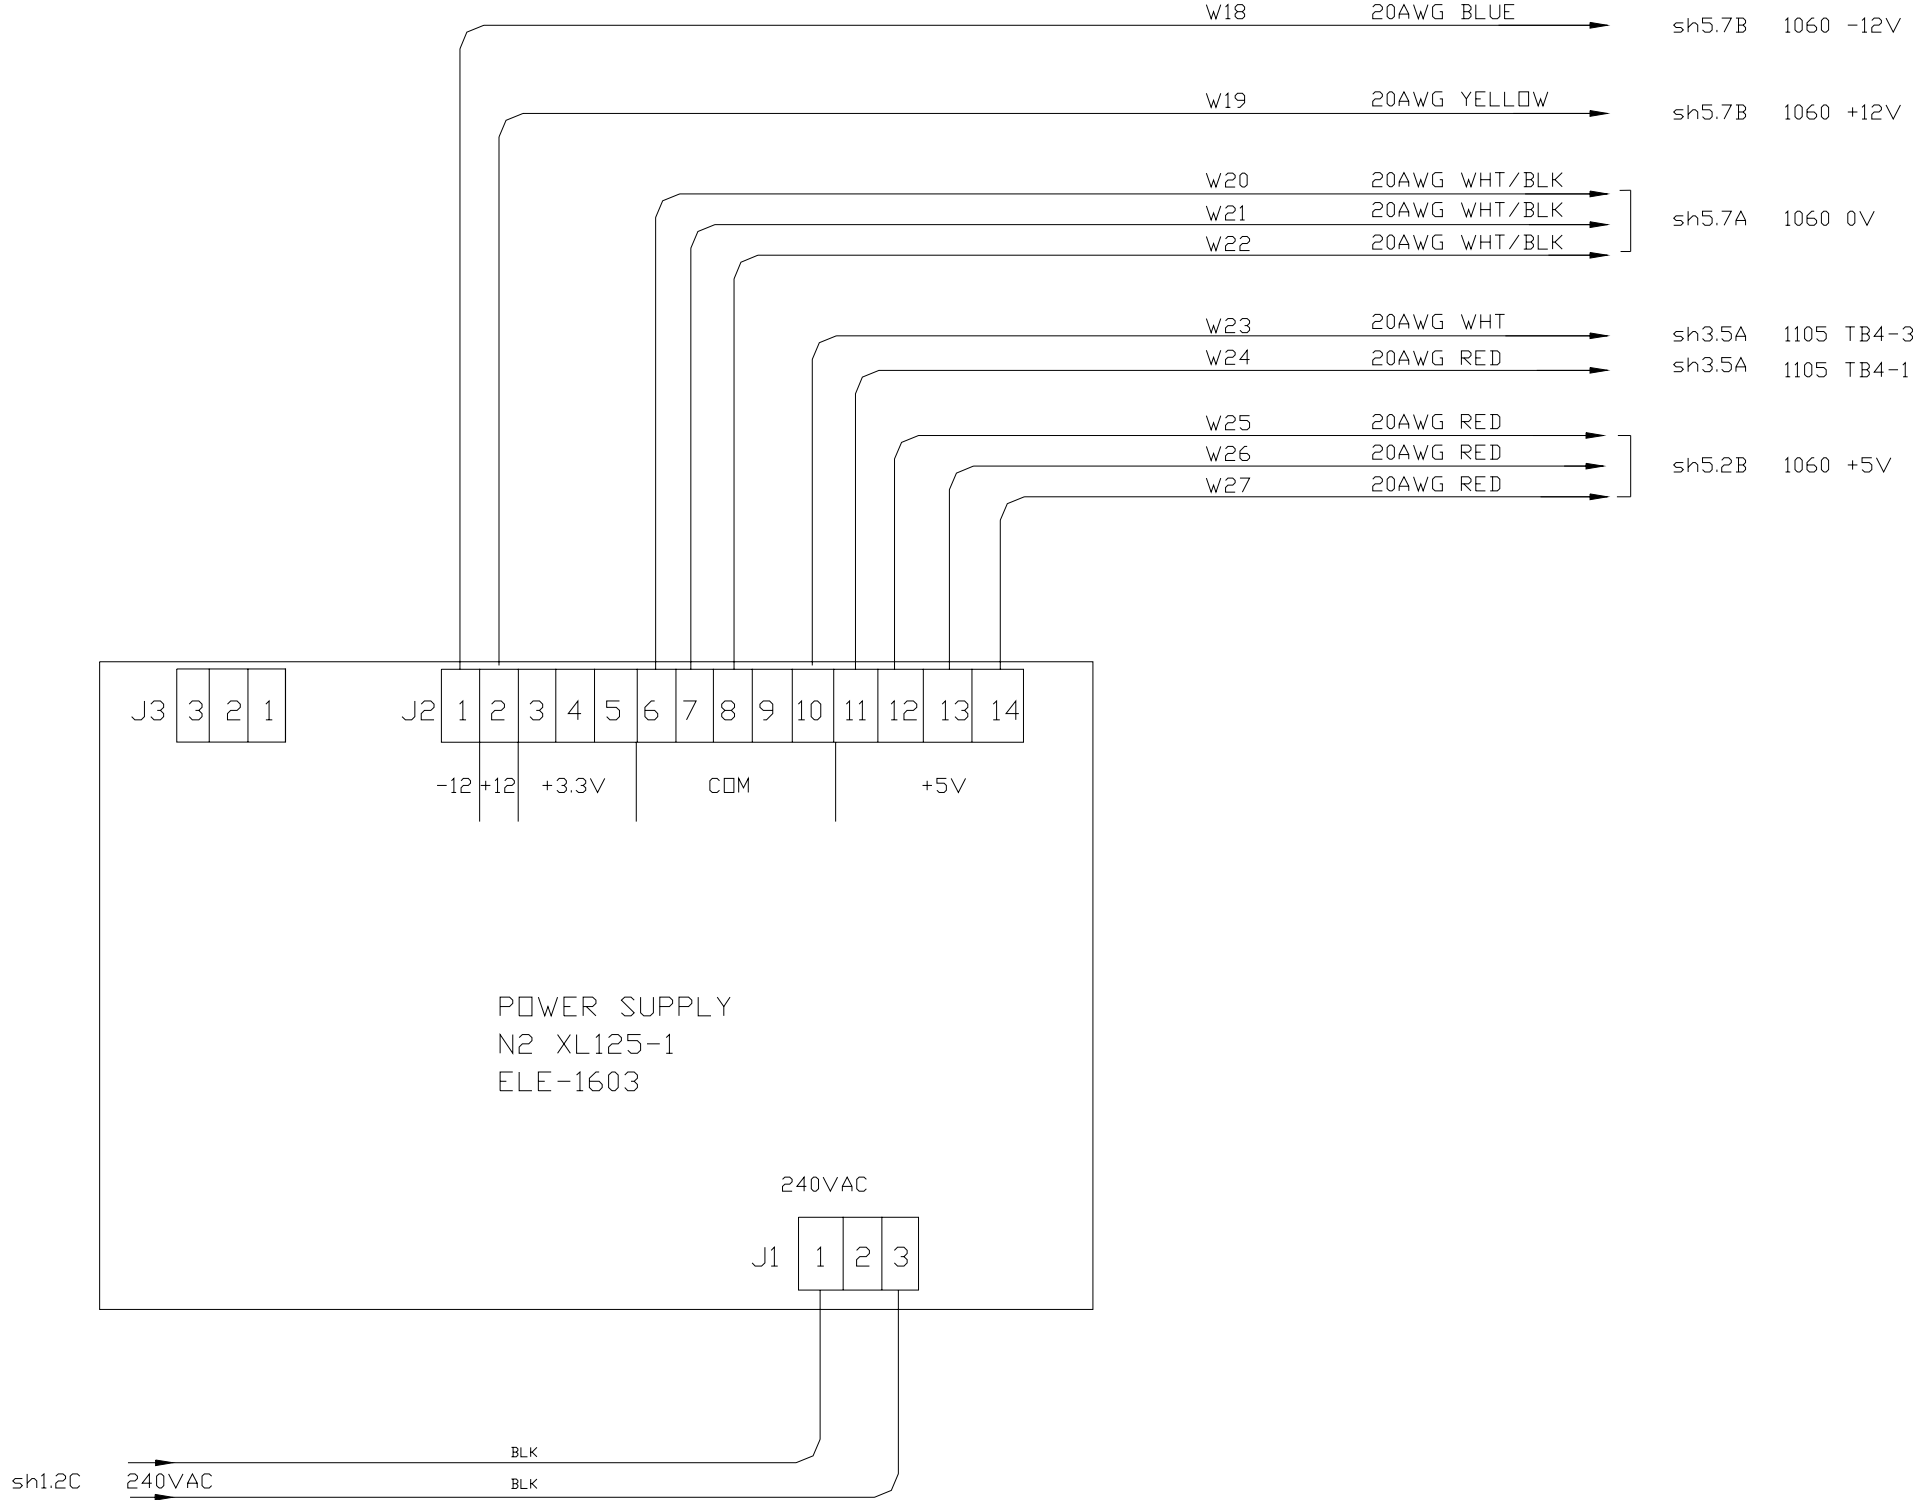 W18 20AWG BLUE sh5.7B 1060 -12V
W19 20AWG YELLOW sh5.7B 1060 +12V
W20 20AWG WHT/BLK
W21 20AWG WHT/BLK sh5.7A 1060 0V
W22 20AWG WHT/BLK
W23 20AWG WHT sh3.5A 1105 TB4-3
W24 20AWG RED sh3.5A 1105 TB4-1
W25 20AWG RED
W26 20AWG RED sh5.2B 1060 +5V
W27 20AWG RED
J3 3 2 1 J2 1 2 3 4 5 6 7 8 9 10 11 12 13 14
-12 +12 +3.3V COM +5V
POWER SUPPLY
N2 XL125-1
ELE-1603
240VAC
J1 1 2 3
BLK
sh1.2C 240VAC
BLK